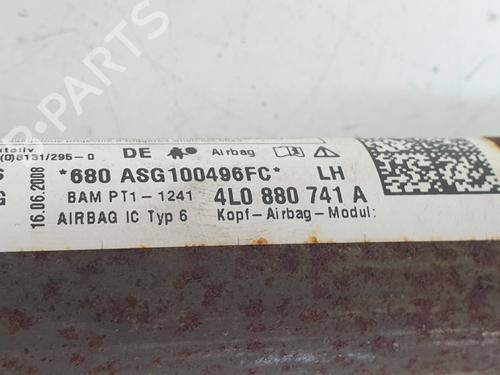 (0)8131/295-0 DE Airbag
16.06.2008
*680 ASG100496FC* LH
BAM PT1-1241 4L0 880 741 A
AIRBAG IC Typ 6 Kopf-Airbag-Modul:
B-Parts